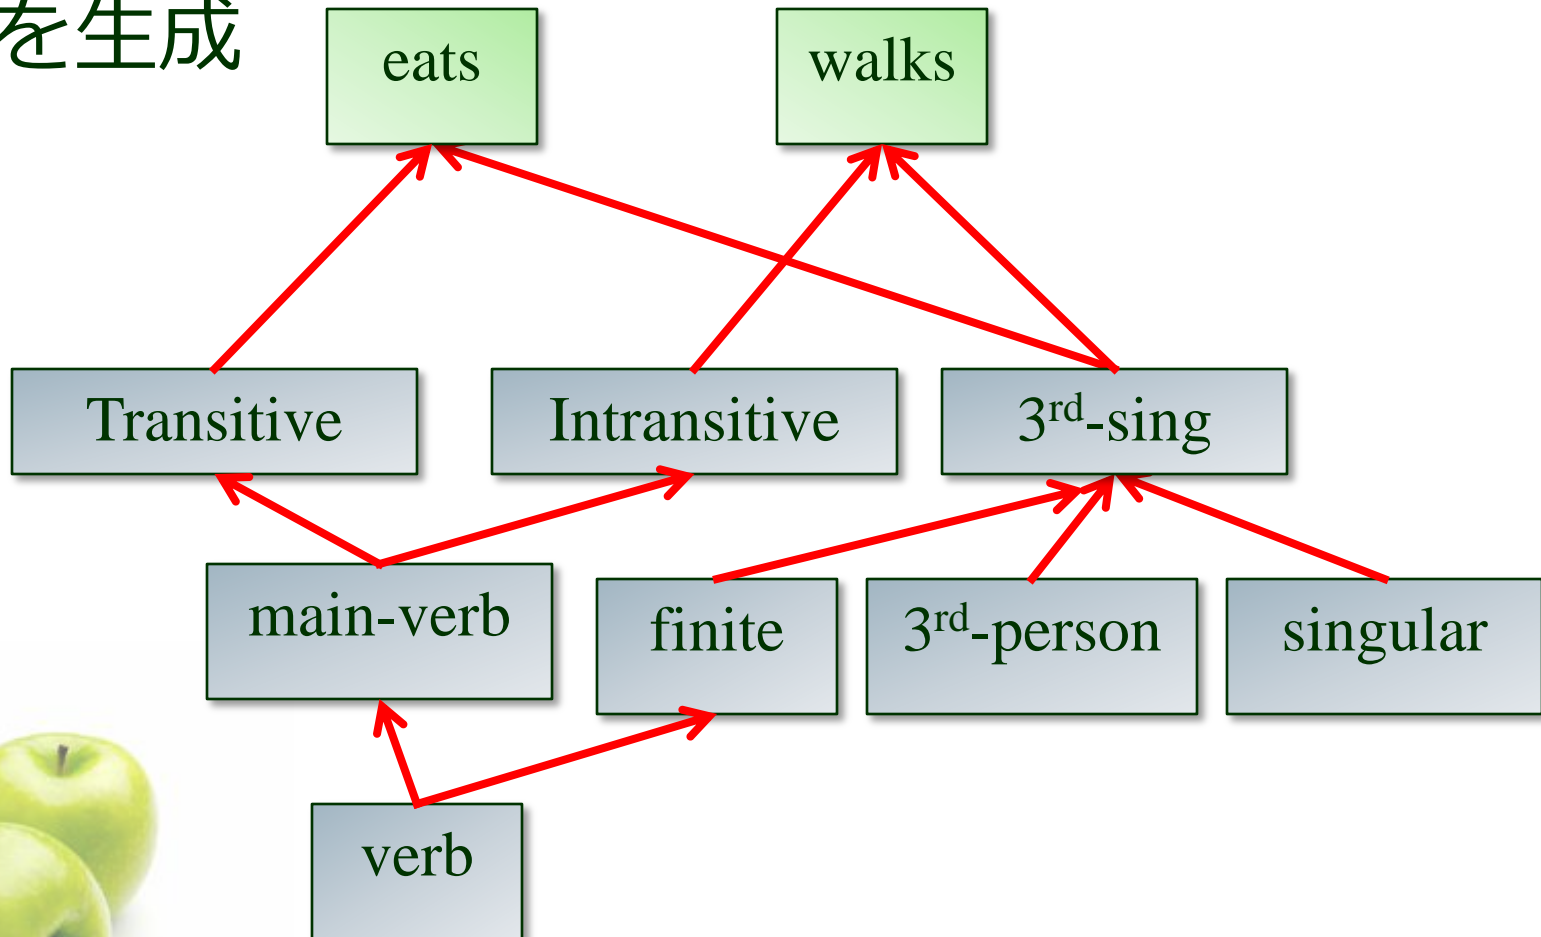 を生成
eats
walks
Transitive
Intransitive
3rd-sing
main-verb
finite
3rd-person
singular
verb